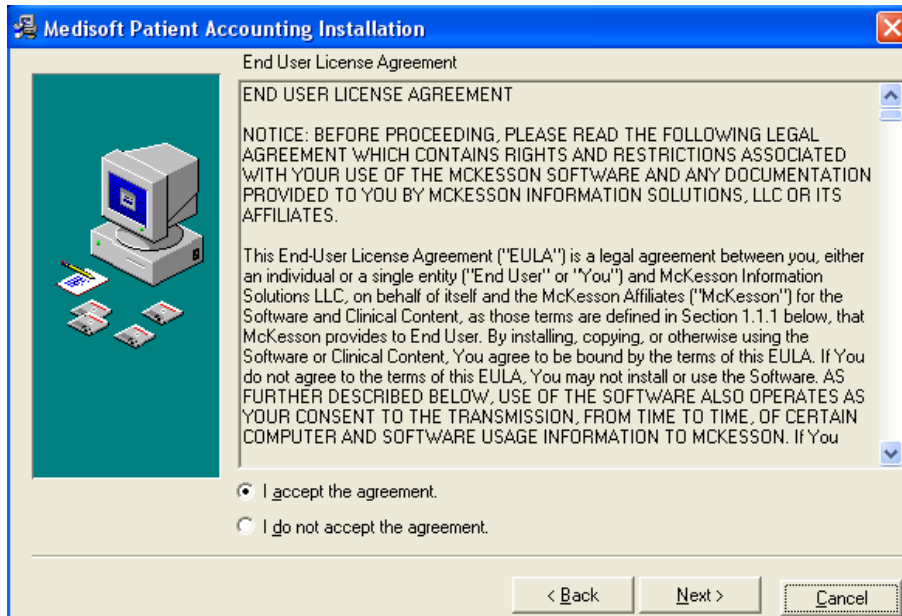 Medisoft Patient Accounting Installation
End User License Agreement
END USER LICENSE AGREEMENT
NOTICE: BEFORE PROCEEDING, PLEASE READ THE FOLLOWING LEGAL
AGREEMENT WHICH CONTAINS RIGHTS AND RESTRICTIONS ASSOCIATED
WITH YOUR USE OF THE MCKESSON SOFTWARE AND ANY DOCUMENTATION
PROVIDED TO YOU BY MCKESSON INFORMATION SOLUTIONS, LLC OR ITS
AFFILIATES.
This End-User License Agreement ("EULA") is a legal agreement between you, either
an individual or a single entity ("End User" or "You") and McKesson Information
Solutions LLC, on behalf of itself and the McKesson Affiliates ("McKesson") for the
Software and Clinical Content, as those terms are defined in Section 1.1.1 below, that
McKesson provides to End User. By installing, copying, or otherwise using the
Software or Clinical Content, You agree to be bound by the terms of this EULA. If You
do not agree to the terms of this EULA, You may not install or use the Software. AS
FURTHER DESCRIBED BELOW, USE OF THE SOFTWARE ALSO OPERATES AS
YOUR CONSENT TO THE TRANSMISSION, FROM TIME TO TIME, OF CERTAIN
COMPUTER AND SOFTWARE USAGE INFORMATION TO MCKESSON. If You
I accept the agreement.
I do not accept the agreement.
< Back
Next >
Cancel